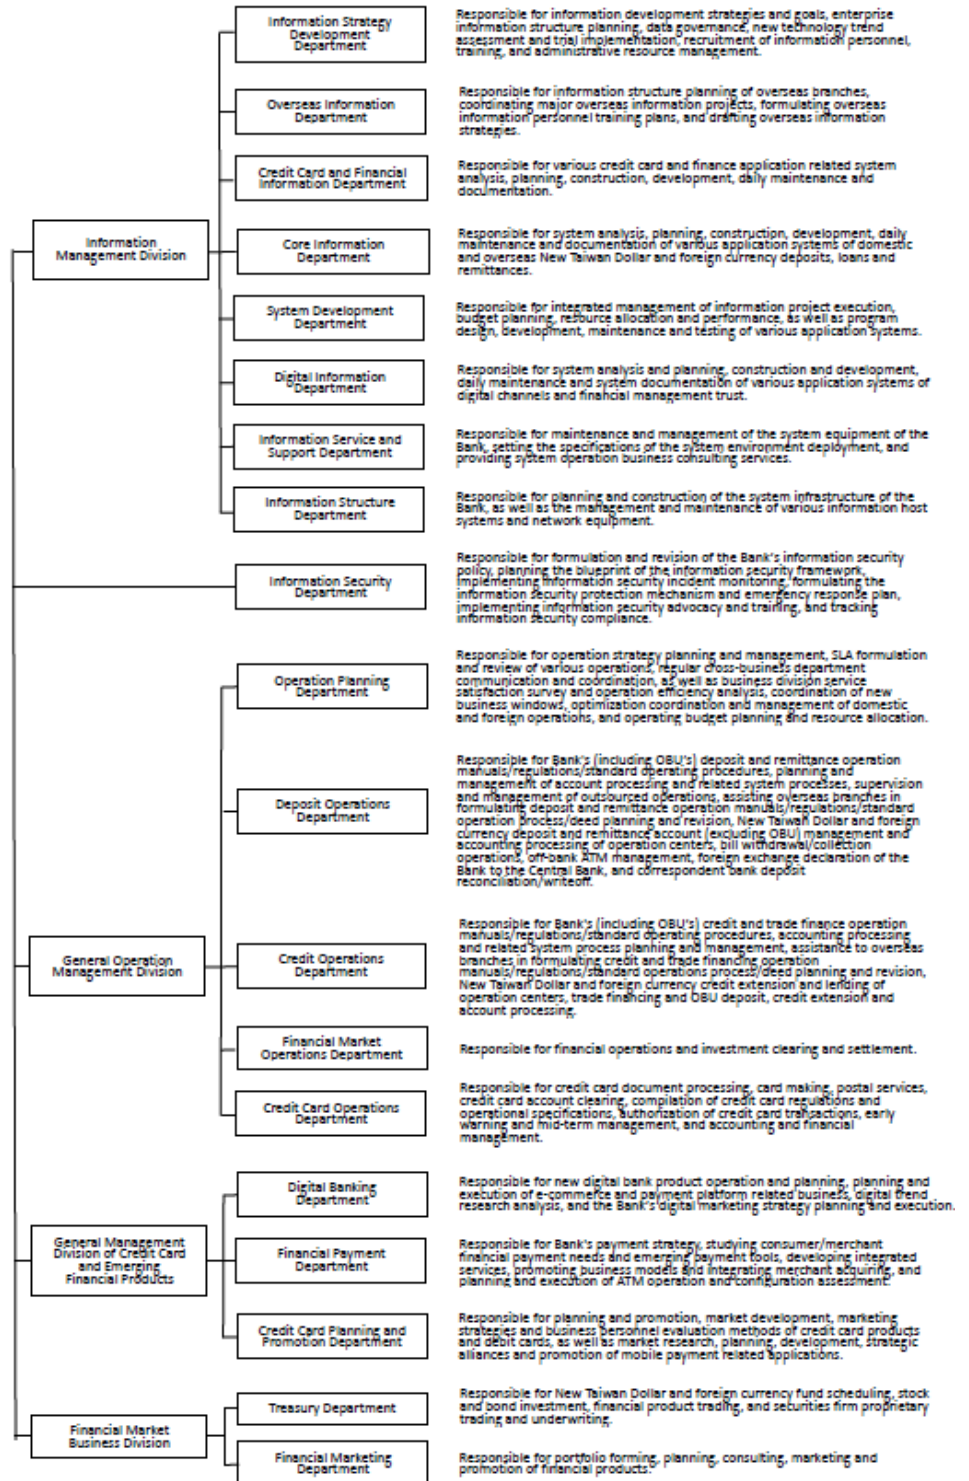 Information Strategy
Development
Department
Responsible for information development strategies and goals, enterprise
information structure planning, data governance, new technology trend
assessment and trial implementation, recruitment of information personnel,
training, and administrative resource management.
Overseas Information
Department
Responsible for information structure planning of overseas branches,
coordinating major overseas information projects, formulating overseas
information personnel training plans, and drafting overseas information
strategies.
Credit Card and Financial
Information Department
Responsible for various credit card and finance application related system
analysis, planning, construction, development, daily maintenance and
documentation.
Information
Management Division
Core Information
Department
Responsible for system analysis, planning, construction, development, daily
maintenance and documentation of various application systems of domestic
and overseas New Taiwan Dollar and foreign currency deposits, loans and
remittances.
System Development
Department
Responsible for integrated management of information project execution,
budget planning, resource allocation and performance, as well as program
design, development, maintenance and testing of various application systems.
Digital Information
Department
Responsible for system analysis and planning, construction and development,
daily maintenance and system documentation of various application systems of
digital channels and financial management trust.
Information Service and
Support Department
Responsible for maintenance and management of the system equipment of the
Bank, setting the specifications of the system environment deployment, and
providing system operation business consulting services.
Information Structure
Department
Responsible for planning and construction of the system infrastructure of the
Bank, as well as the management and maintenance of various information host
systems and network equipment.
Information Security
Department
Responsible for formulation and revision of the Bank's information security
policy, planning the blueprint of the information security framework,
implementing information security incident monitoring, formulating the
information security protection mechanism and emergency response plan,
implementing information security advocacy and training, and tracking
information security compliance.
Operation Planning
Department
Responsible for operation strategy planning and management, SLA formulation
and review of various operations, regular cross-business department
communication and coordination, as well as business division service
satisfaction survey and operation efficiency analysis, coordination of new
business windows, optimization coordination and management of domestic
and foreign operations, and operating budget planning and resource allocation.
Deposit Operations
Department
Responsible for Bank's (including OBU's) deposit and remittance operation
manuals/regulations/standard operating procedures, planning and
management of account processing and related system processes, supervision
and management of outsourced operations, assisting overseas branches in
formulating deposit and remittance operation manuals/regulations/standard
operation process/deed planning and revision, New Taiwan Dollar and foreign
currency deposit and remittance account (excluding OBU) management and
accounting processing of operation centers, bill withdrawal/collection
operations, off-bank ATM management, foreign exchange declaration of the
Bank to the Central Bank, and correspondent bank deposit
reconciliation/writeoff.
General Operation
Management Division
Credit Operations
Department
Responsible for Bank's (including OBU's) credit and trade finance operation
manuals/regulations/standard operating procedures, accounting processing
and related system process planning and management, assistance to overseas
branches in formulating credit and trade financing operation
manuals/regulations/standard operations process/deed planning and revision,
New Taiwan Dollar and foreign currency credit extension and lending of
operation centers, trade financing and OBU deposit, credit extension and
account processing.
Financial Market
Operations Department
Responsible for financial operations and investment clearing and settlement.
Credit Card Operations
Department
Responsible for credit card document processing, card making, postal services,
credit card account clearing, compilation of credit card regulations and
operational specifications, authorization of credit card transactions, early
warning and mid-term management, and accounting and financial
management.
Digital Banking
Department
Responsible for new digital bank product operation and planning, planning and
execution of e-commerce and payment platform related business, digital trend
research analysis, and the Bank's digital marketing strategy planning and execution.
General Management
Division of Credit Card
and Emerging
Financial Products
Financial Payment
Department
Responsible for Bank's payment strategy, studying consumer/merchant
financial payment needs and emerging payment tools, developing integrated
services, promoting business models and integrating merchant acquiring, and
planning and execution of ATM operation and configuration assessment.
Credit Card Planning and
Promotion Department
Responsible for planning and promotion, market development, marketing
strategies and business personnel evaluation methods of credit card products
and debit cards, as well as market research, planning, development, strategic
alliances and promotion of mobile payment related applications.
Financial Market
Business Division
Treasury Department
Responsible for New Taiwan Dollar and foreign currency fund scheduling, stock
and bond investment, financial product trading, and securities firm proprietary
trading and underwriting.
Financial Marketing
Department
Responsible for portfolio forming, planning, consulting, marketing and
promotion of financial products.